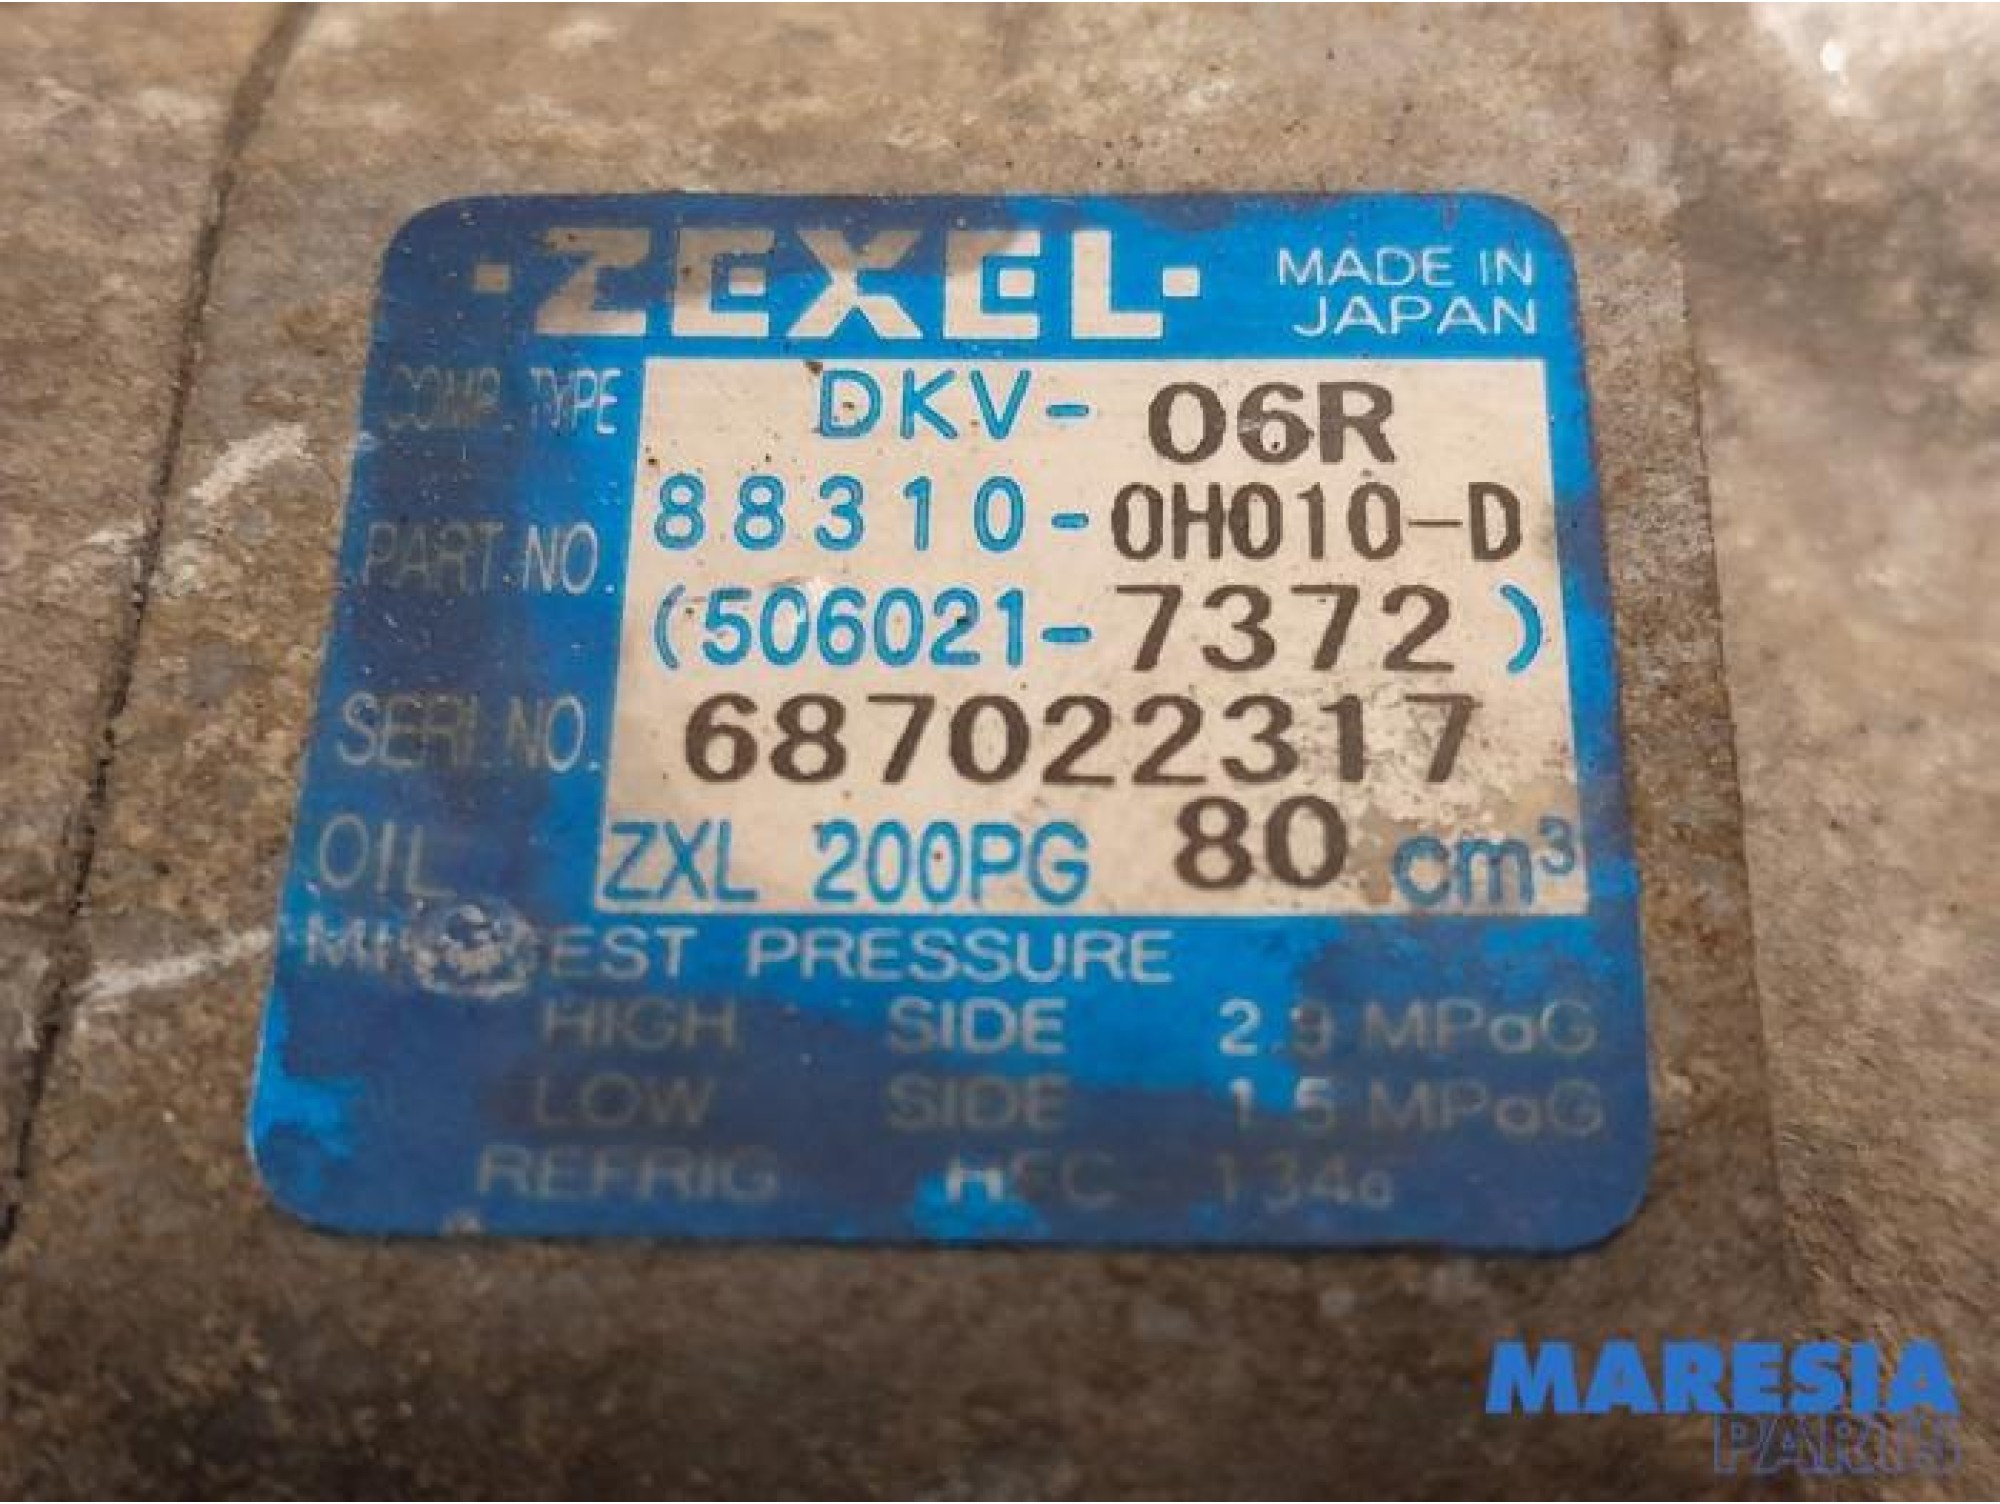 ·ZEXEL· MADE IN JAPAN
COMP. TYPE DKV-06R
PART NO. 88310-0H010-D
(506021-7372)
SERI.NO. 687022317
OIL ZXL 200PG 80 cm³
EST PRESSURE
HIGH SIDE 2.9 MPaG
LOW SIDE 1.5 MPaG
REFRIG HFC 134a
MARESIA
PARTS